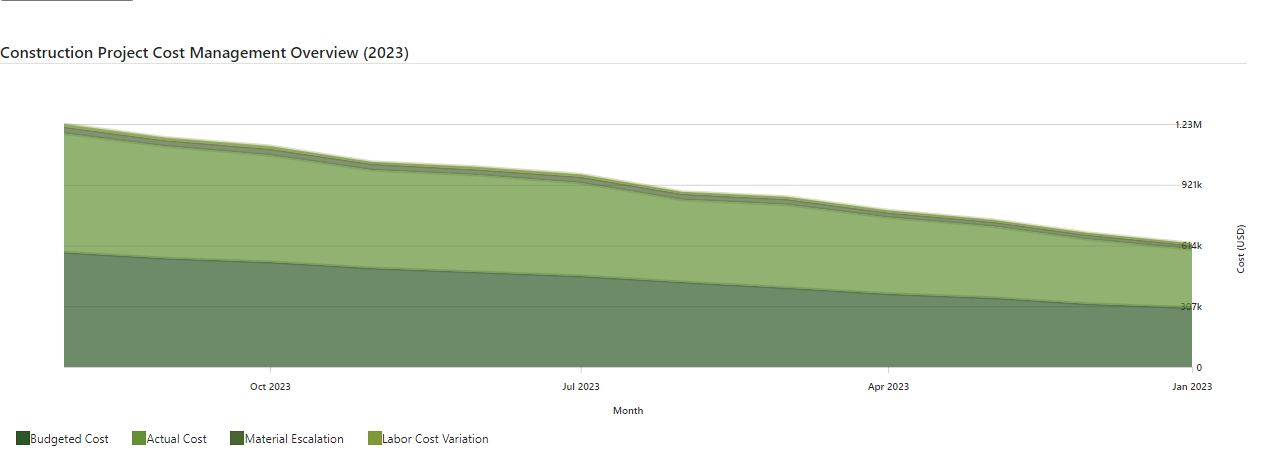 Construction Project Cost Management Overview (2023)
1.23M
921k
614k
307k
0
Cost (USD)
Oct 2023 Jul 2023 Apr 2023 Jan 2023
Month
Budgeted Cost Actual Cost Material Escalation Labor Cost Variation